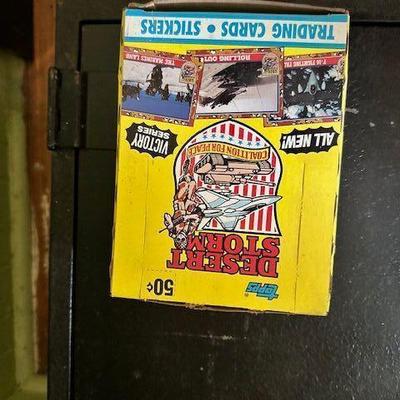 50¢
topps
DESERT
STORM
COALITION FOR PEACE
ALL NEW!
VICTORY
SERIES
F-16 FIGHTING
ROLLING OUT
THE MARINES LAND
TRADING CARDS • STICKERS